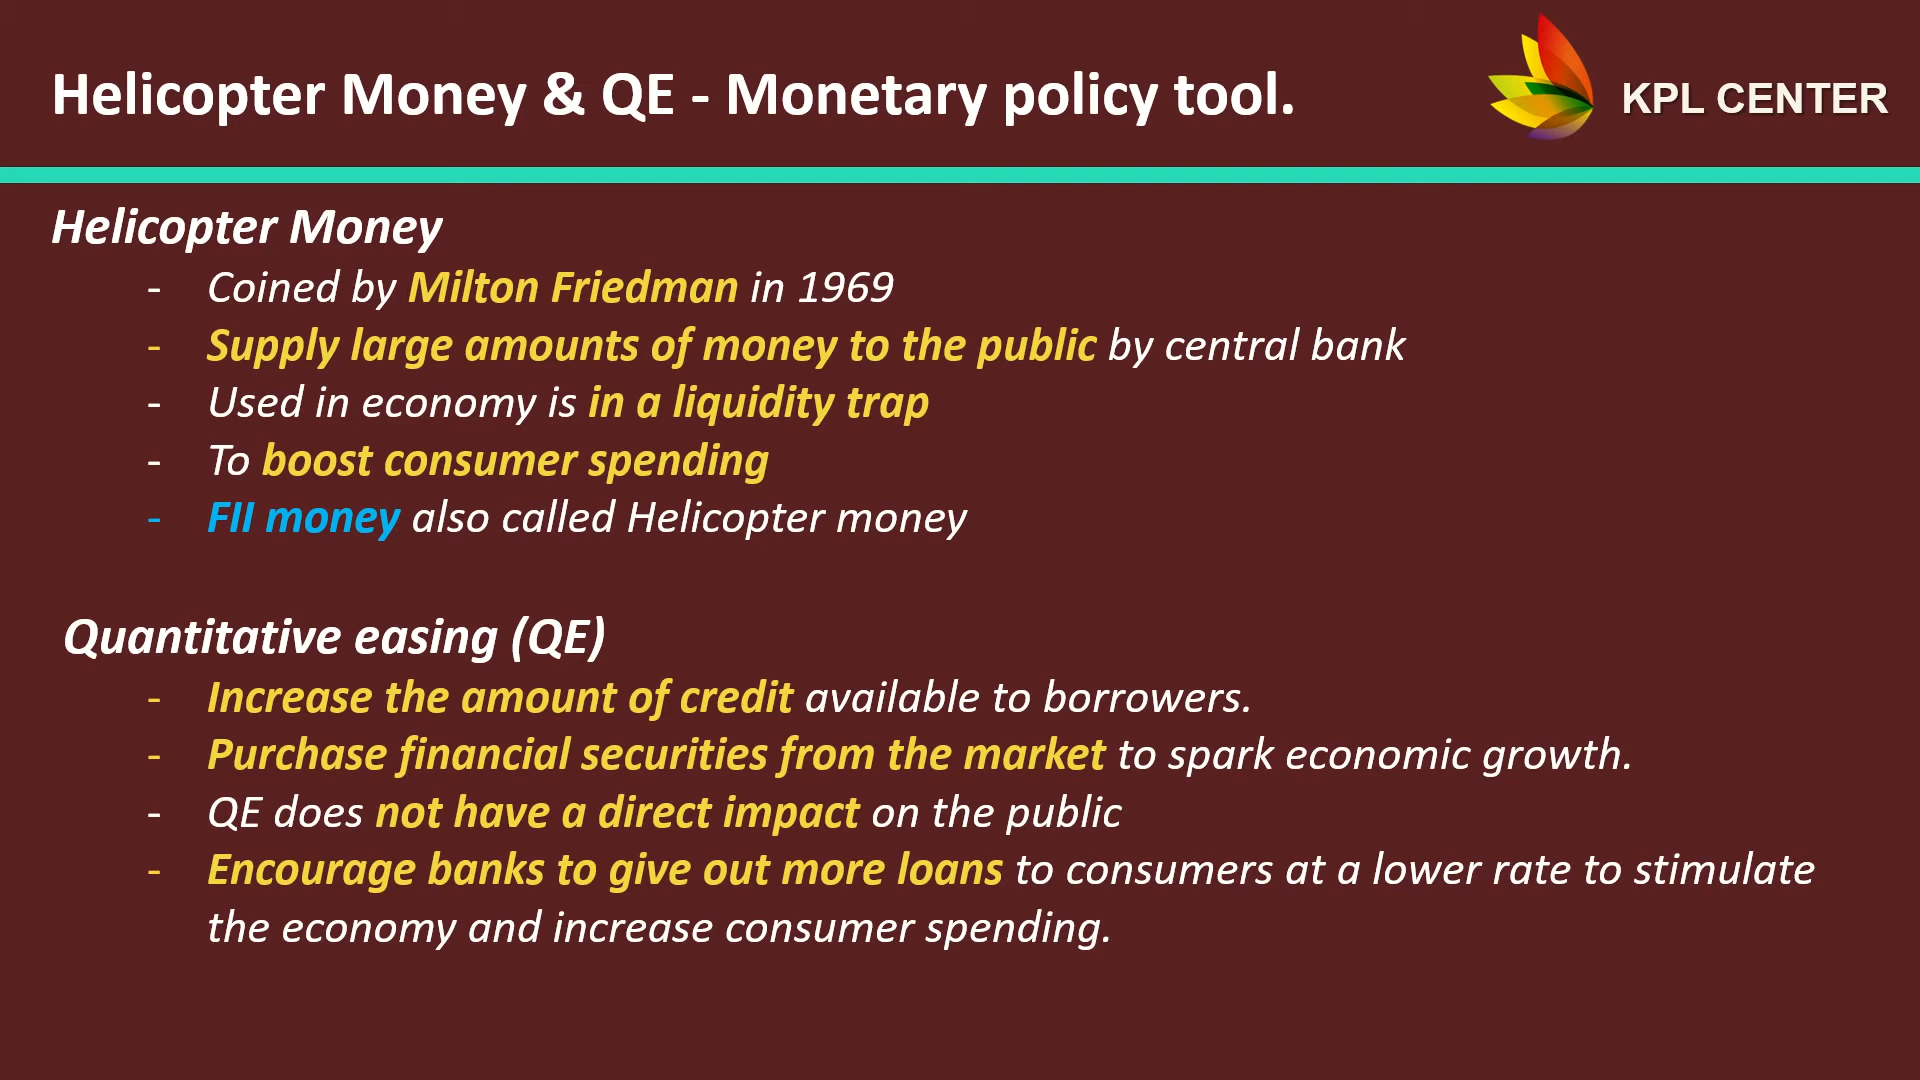 Helicopter Money & QE - Monetary policy tool.
KPL CENTER
Helicopter Money
- Coined by Milton Friedman in 1969
- Supply large amounts of money to the public by central bank
- Used in economy is in a liquidity trap
- To boost consumer spending
- FII money also called Helicopter money
Quantitative easing (QE)
- Increase the amount of credit available to borrowers.
- Purchase financial securities from the market to spark economic growth.
- QE does not have a direct impact on the public
- Encourage banks to give out more loans to consumers at a lower rate to stimulate
the economy and increase consumer spending.